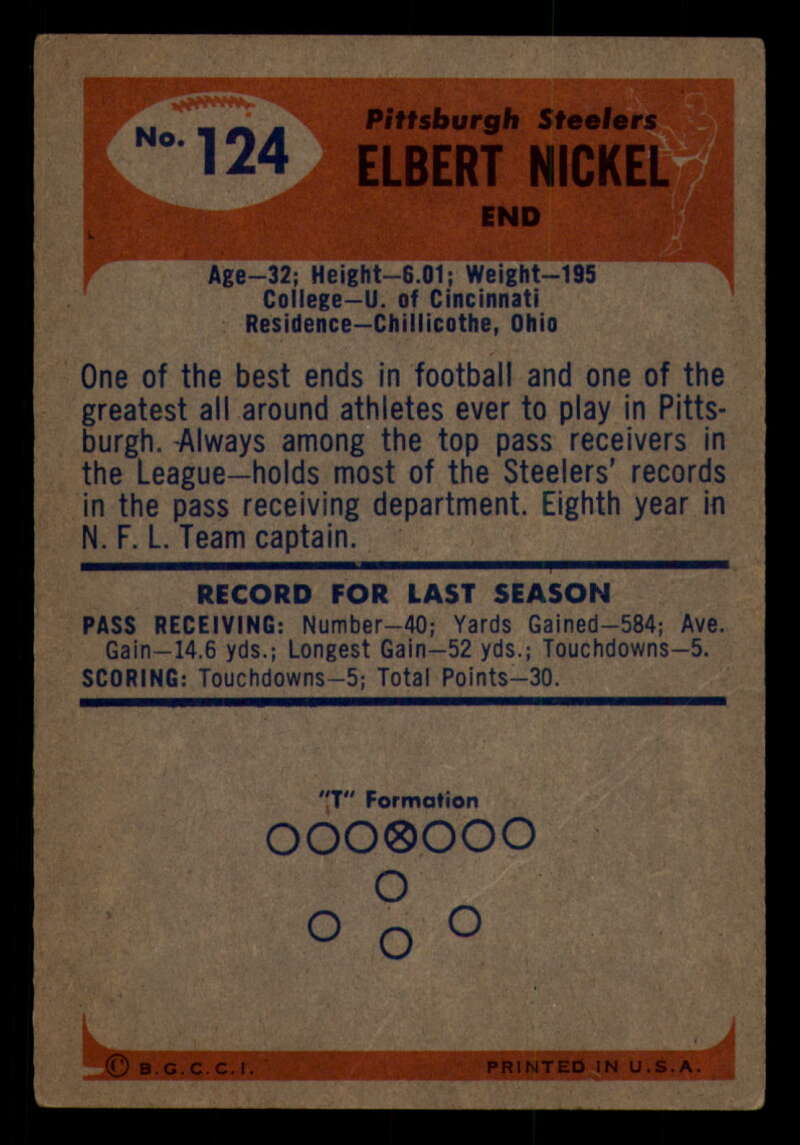 No. 124
Pittsburgh Steelers
ELBERT NICKEL
END
Age—32; Height—6.01; Weight—195
College—U. of Cincinnati
Residence—Chillicothe, Ohio
One of the best ends in football and one of the
greatest all around athletes ever to play in Pitts-
burgh. Always among the top pass receivers in
the League—holds most of the Steelers' records
in the pass receiving department. Eighth year in
N. F. L. Team captain.
RECORD FOR LAST SEASON
PASS RECEIVING: Number—40; Yards Gained—584; Ave.
Gain—14.6 yds.; Longest Gain—52 yds.; Touchdowns—5.
SCORING: Touchdowns—5; Total Points—30.
"T" Formation
© B.G.C.C.I. PRINTED IN U.S.A.